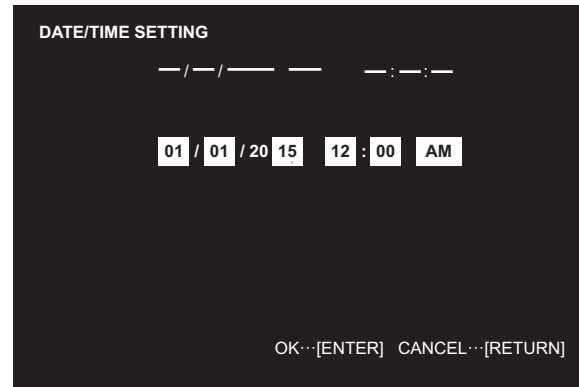 DATE/TIME SETTING
—/—/—— —  —:—:—
01 / 01 / 20 15 12 : 00 AM
OK···[ENTER] CANCEL···[RETURN]